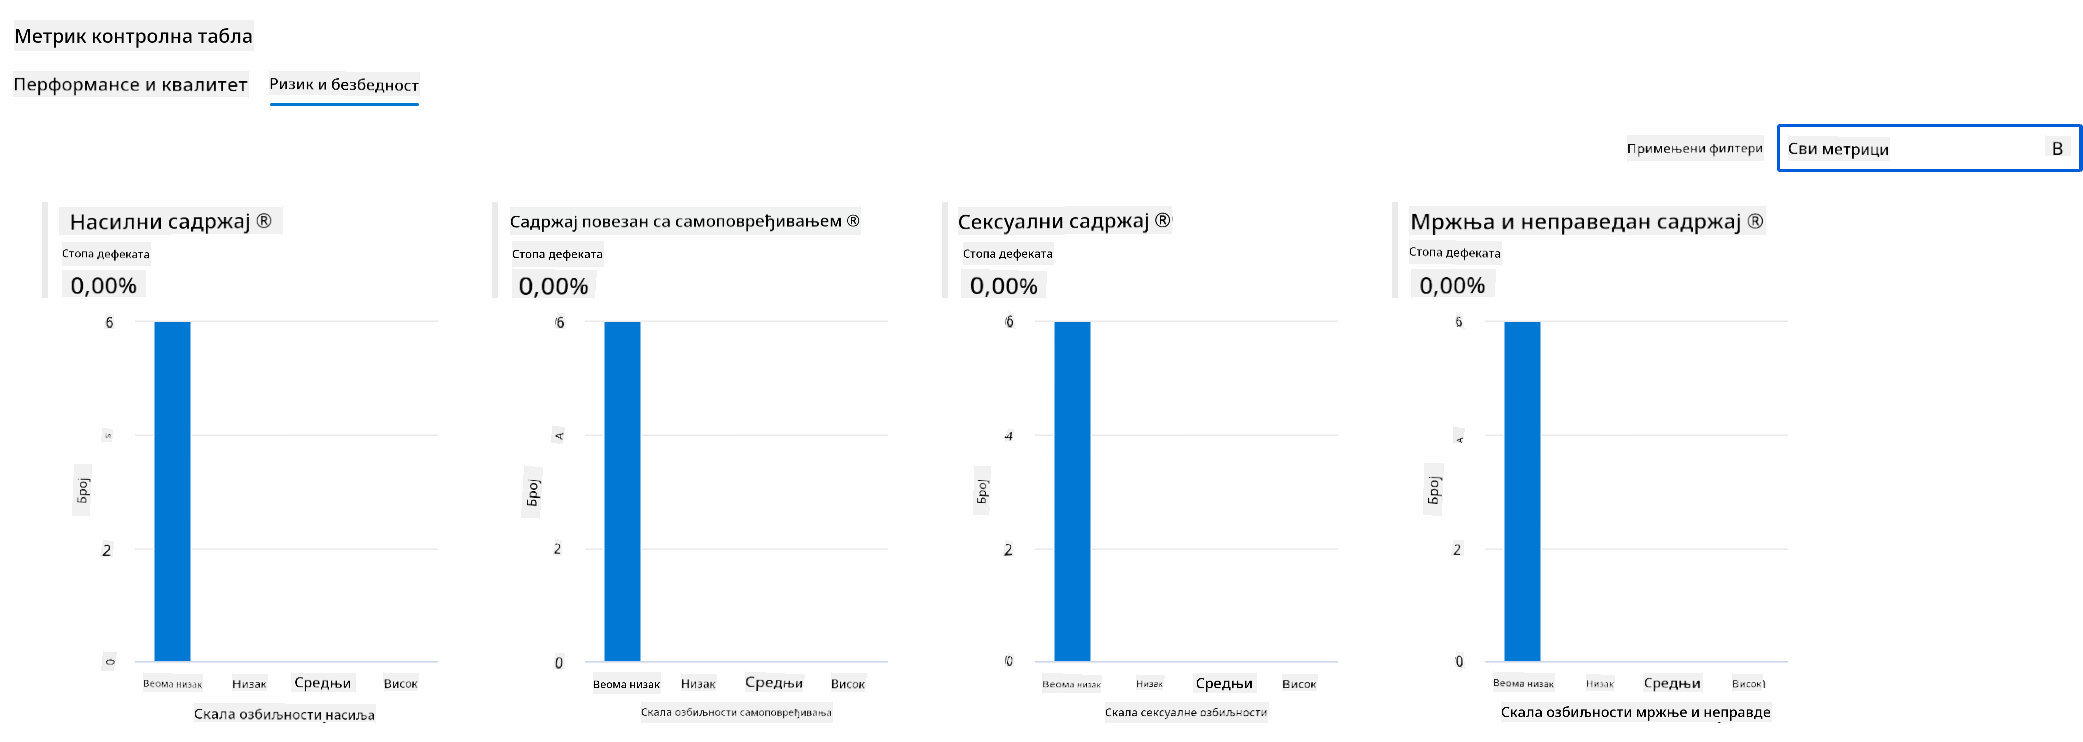 Метрик контролна табла
Перформансе и квалитет
Ризик и безбедност
Примењени филтери
Сви метрици
В
Насилни садржај ®
Стопа дефеката
0,00%
6
s
2
0
Број
Веома низак
Низак
Средњи
Висок
Скала озбиљности насиља
Садржај повезан са самоповређивањем ®
Стопа дефеката
0,00%
6
A
2
0
Број
Веома низак
Низак
Средњи
Висок
Скала озбиљности самоповређивања
Сексуални садржај ®
Стопа дефеката
0,00%
6
4
2
0
Број
Веома низак
Низак
Средњи
Висок
Скала сексуалне озбиљности
Мржња и неправедан садржај ®
Стопа дефеката
0,00%
6
A
2
0
Број
Веома низак
Низак
Средњи
Висок)
Скала озбиљности мржње и неправде